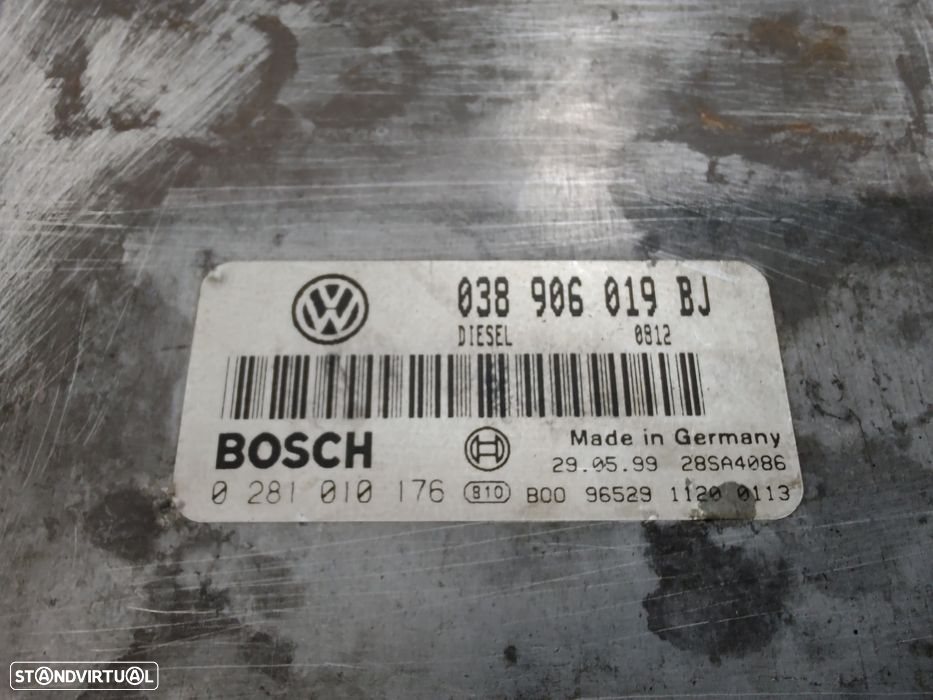 VW
038 906 019 BJ
DIESEL 0812
BOSCH
Made in Germany
29.05.99 28SA4086
0 281 010 176 810 B00 96529 1120 0113
STANDVIRTUAL